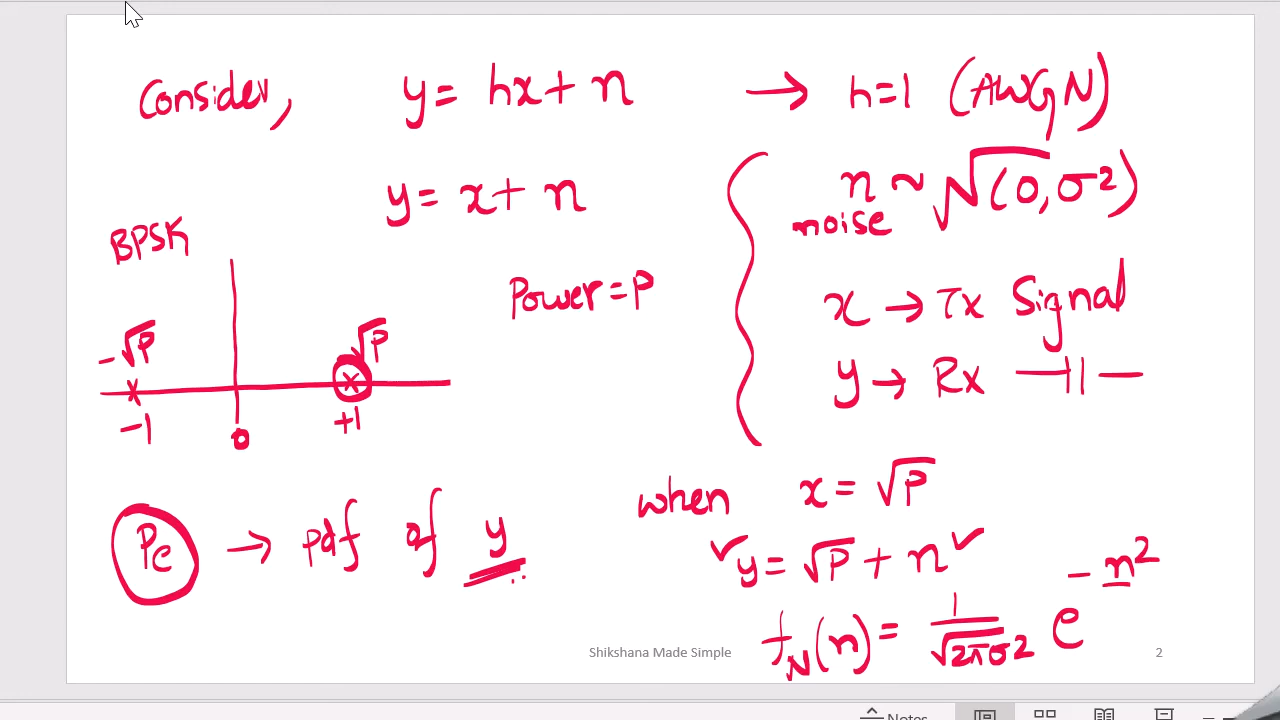 Consider, y = hx + n → h=1 (AWGN)
y = x + n
n ~ N(0, σ2)
noise
BPSK
Power = P
x → Tx Signal
-√P √P
y → Rx —||—
-1 0 +1
when x = √P
Pe → pdf of y
✓y = √P + n✓
f_N(n) = 1/√2πσ2 e -n2
Shikshana Made Simple
2
Notes